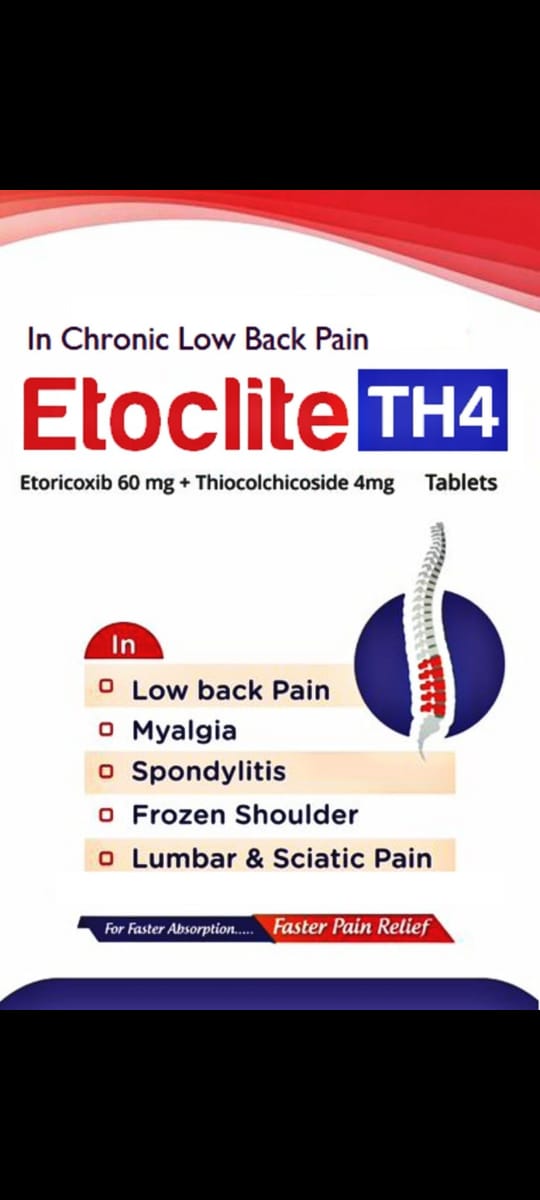 In Chronic Low Back Pain
Etoclite TH4
Etoricoxib 60 mg + Thiocolchicoside 4mg Tablets
In
Low back Pain
Myalgia
Spondylitis
Frozen Shoulder
Lumbar & Sciatic Pain
For Faster Absorption..... Faster Pain Relief